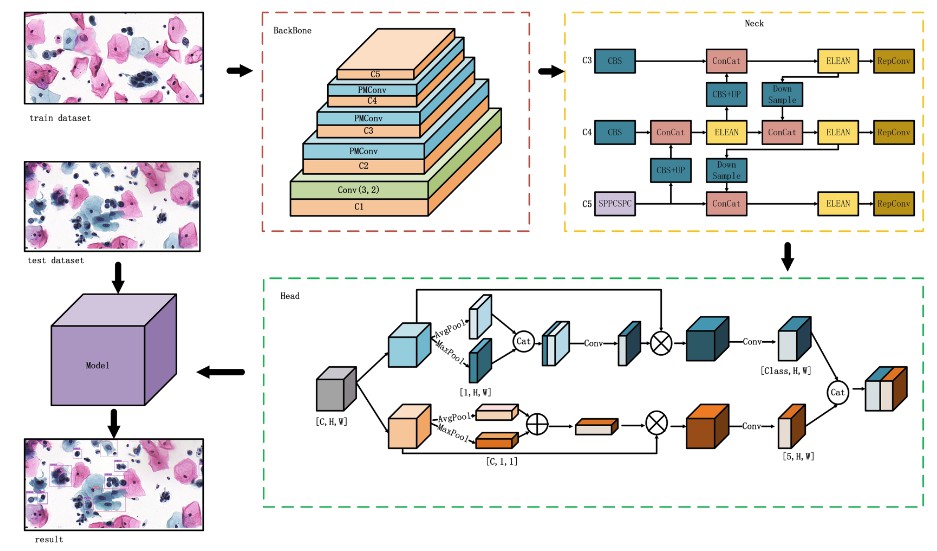 train dataset
test dataset
Model
result
BackBone
C5
PMConv
C4
PMConv
C3
PMConv
C2
Conv(3, 2)
C1
Neck
C3 CBS ConCat ELEAN RepConv
CBS+UP Down Sample
C4 CBS ConCat ELEAN ConCat ELEAN RepConv
CBS+UP Down Sample
C5 SPPCSPC ConCat ELEAN RepConv
Head
AvgPool
MaxPool
Cat
Conv
Conv
[1, H, W]
[Class, H, W]
[C, H, W]
Cat
AvgPool
MaxPool
Conv
[C, 1, 1]
[5, H, W]